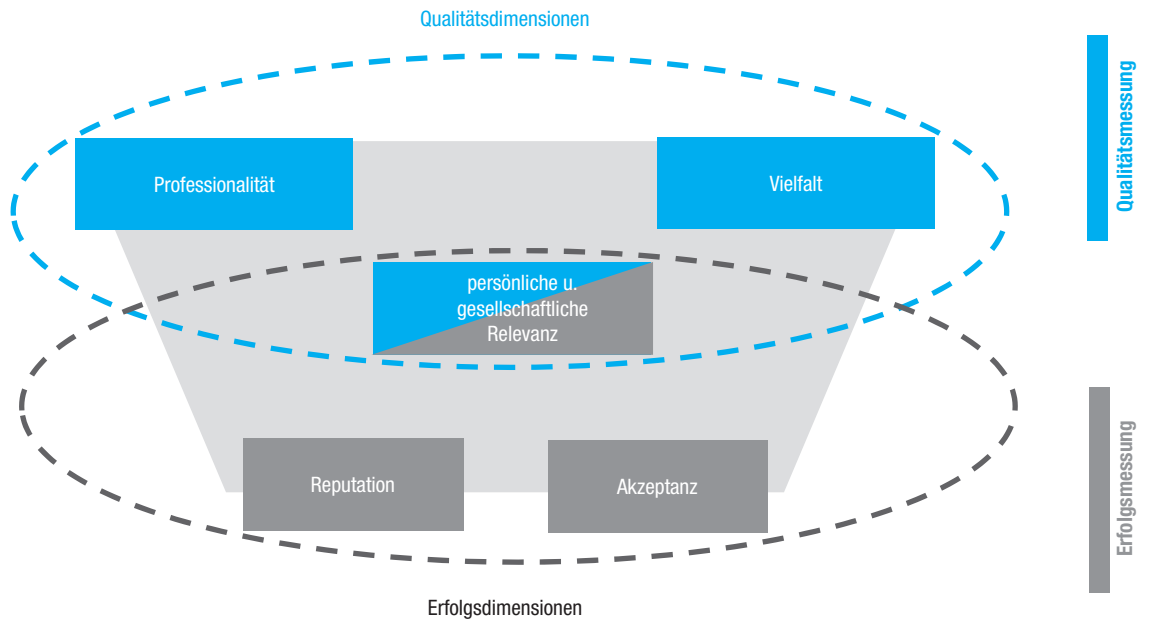 Qualitätsdimensionen
Qualitätsmessung
Professionalität
Vielfalt
persönliche u.
gesellschaftliche
Relevanz
Reputation
Akzeptanz
Erfolgsmessung
Erfolgsdimensionen